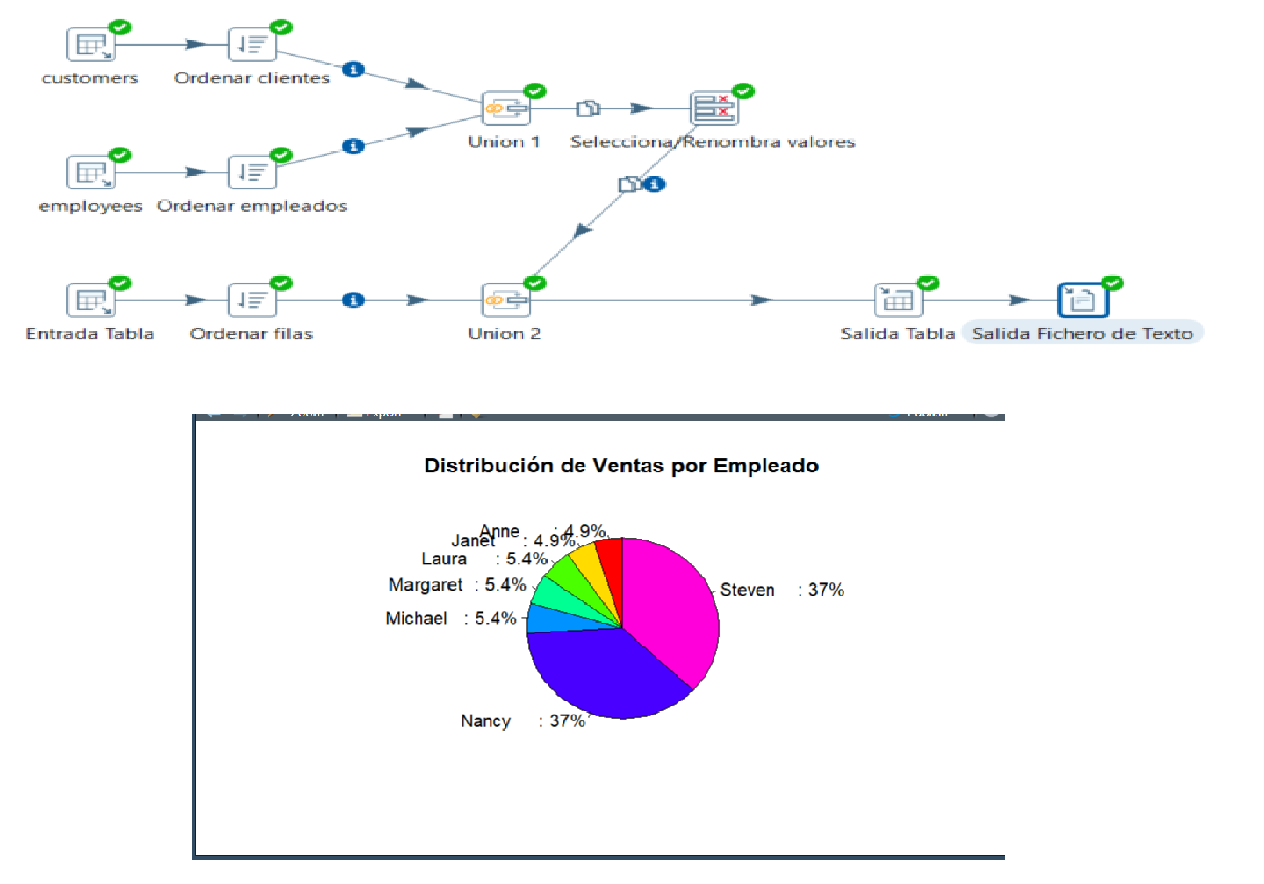 customers
Ordenar clientes
Union 1
Selecciona/Renombra valores
employees
Ordenar empleados
Entrada Tabla
Ordenar filas
Union 2
Salida Tabla
Salida Fichero de Texto
Distribución de Ventas por Empleado
Anne : 4.9%
Janet : 4.9%
Laura : 5.4%
Margaret : 5.4%
Michael : 5.4%
Steven : 37%
Nancy : 37%